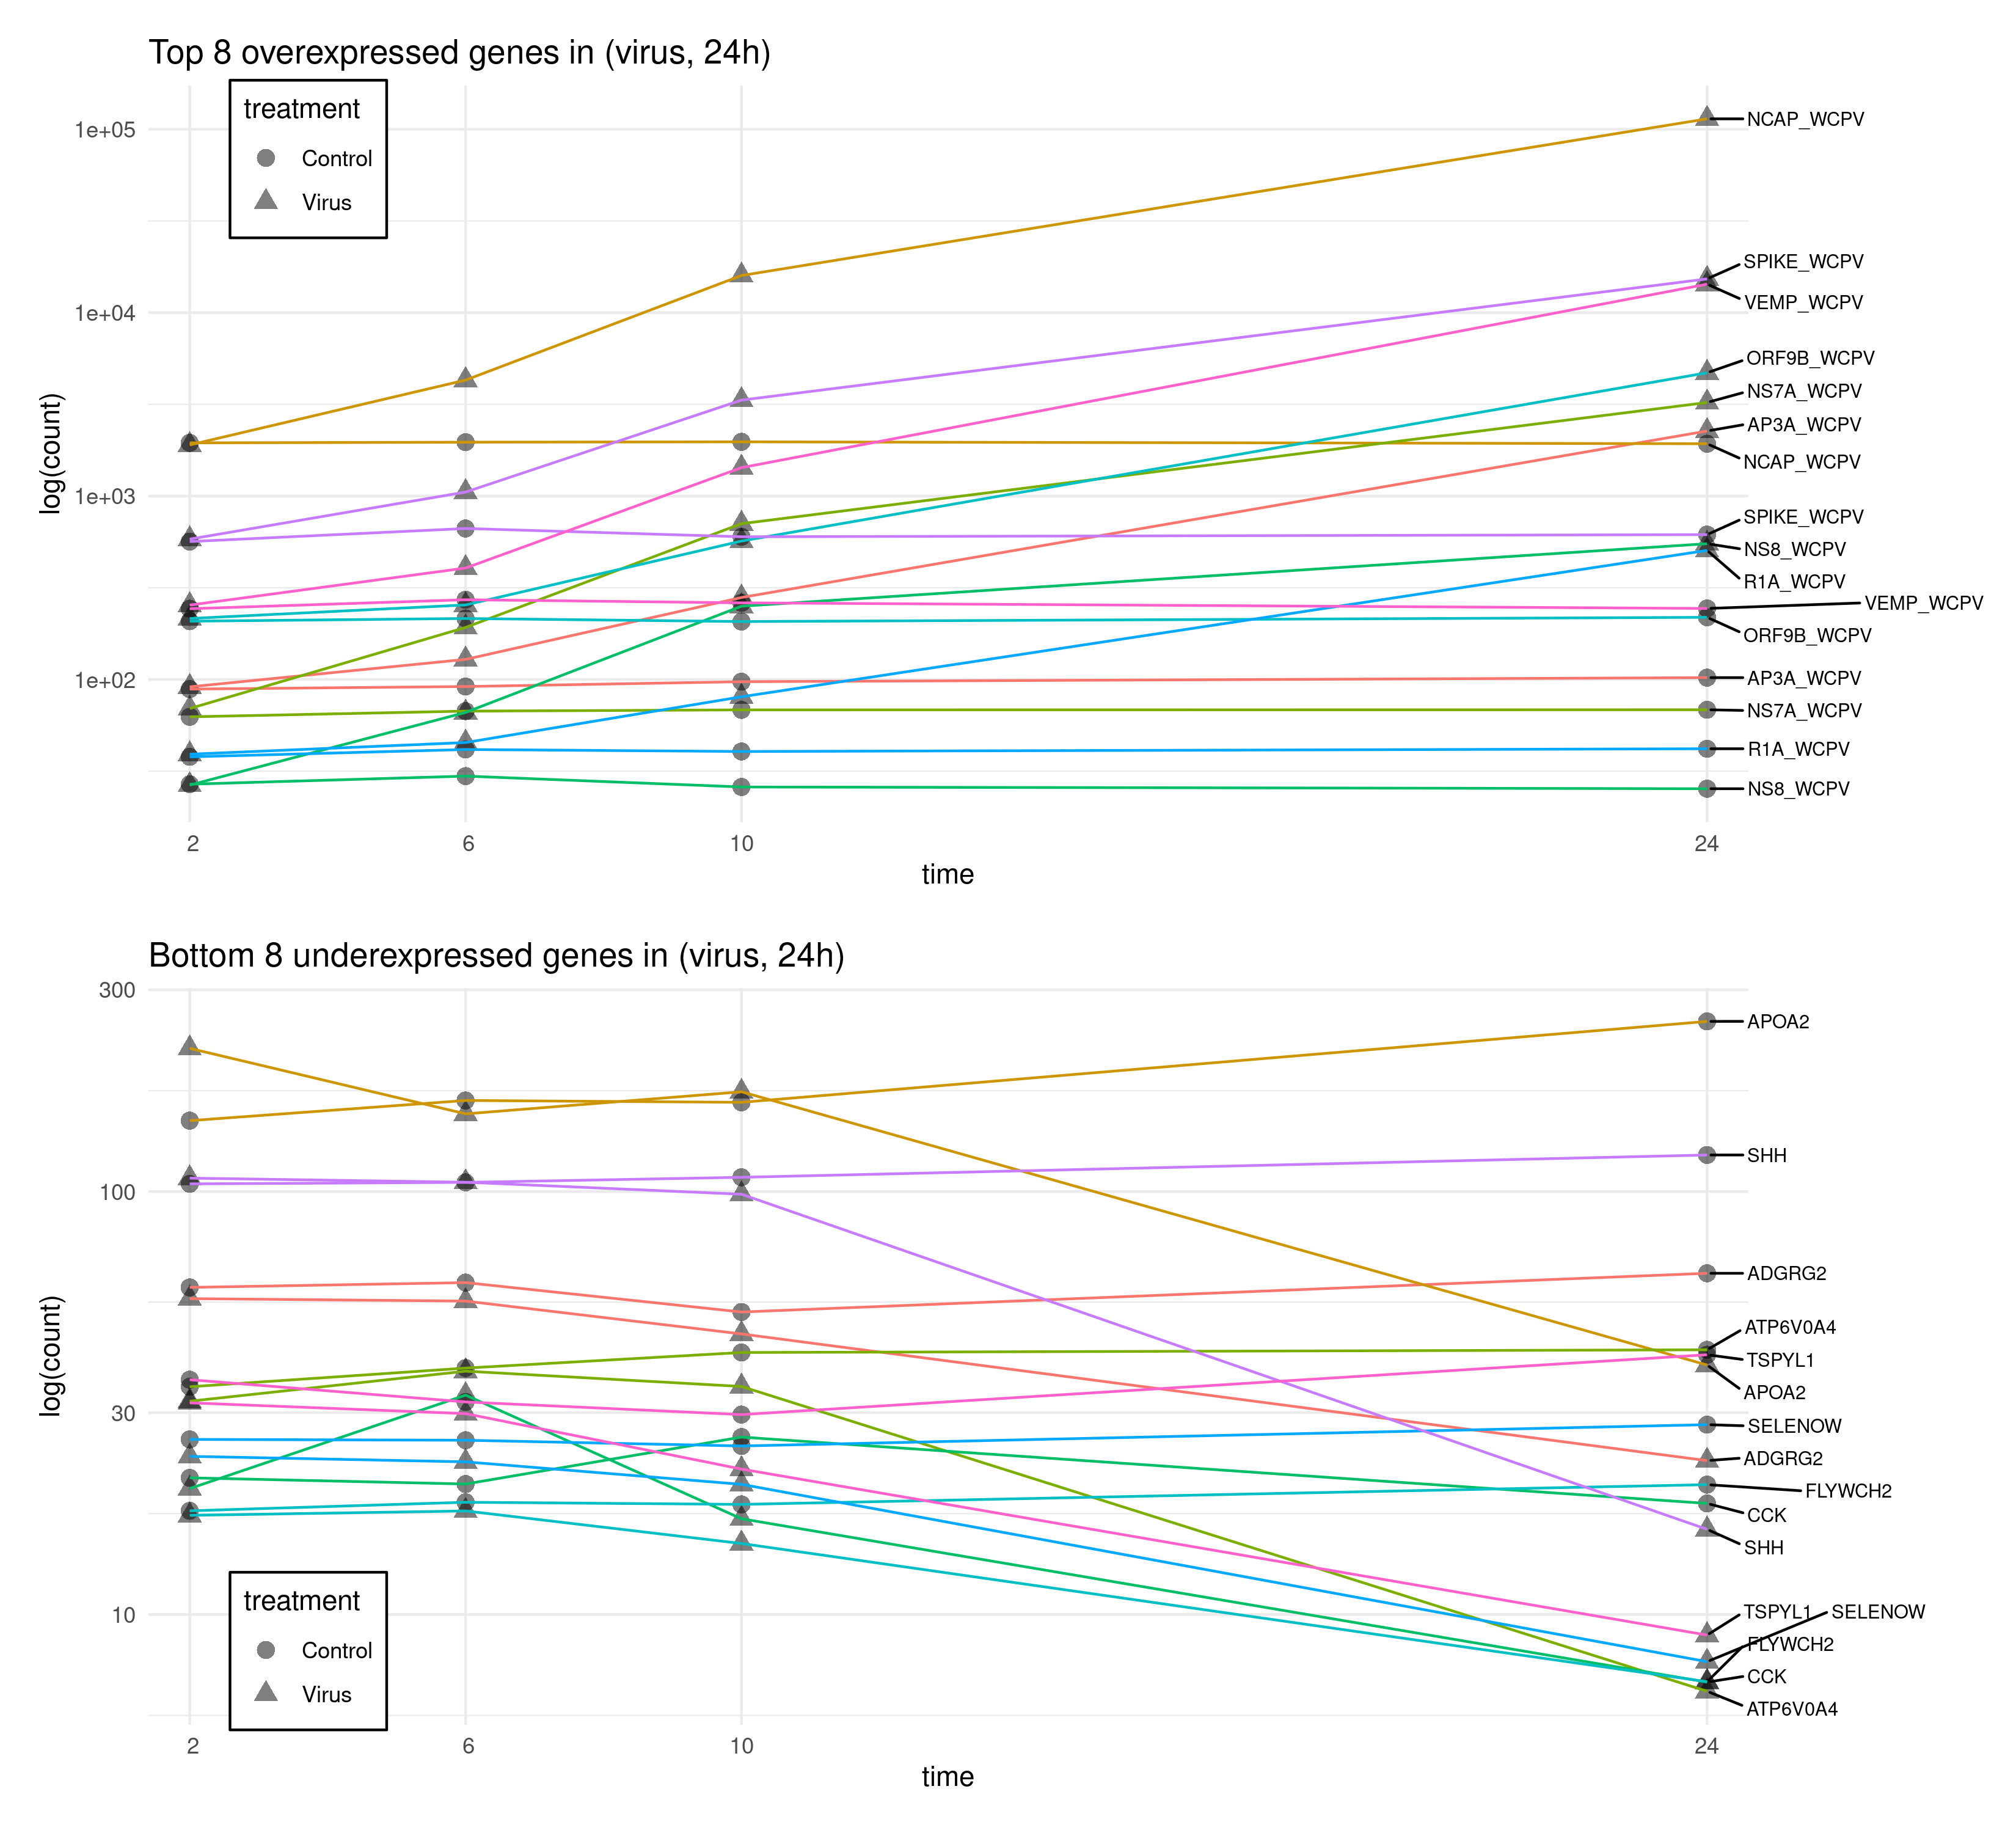 Top 8 overexpressed genes in (virus, 24h)
treatment
Control
Virus
log(count)
1e+05
1e+04
1e+03
1e+02
NCAP_WCPV
SPIKE_WCPV
VEMP_WCPV
ORF9B_WCPV
NS7A_WCPV
AP3A_WCPV
NCAP_WCPV
SPIKE_WCPV
NS8_WCPV
R1A_WCPV
VEMP_WCPV
ORF9B_WCPV
AP3A_WCPV
NS7A_WCPV
R1A_WCPV
NS8_WCPV
2 6 10 24
time
Bottom 8 underexpressed genes in (virus, 24h)
log(count)
300
100
30
10
APOA2
SHH
ADGRG2
ATP6V0A4
TSPYL1
APOA2
SELENOW
ADGRG2
FLYWCH2
CCK
SHH
TSPYL1 SELENOW
FLYWCH2
CCK
ATP6V0A4
treatment
Control
Virus
2 6 10 24
time